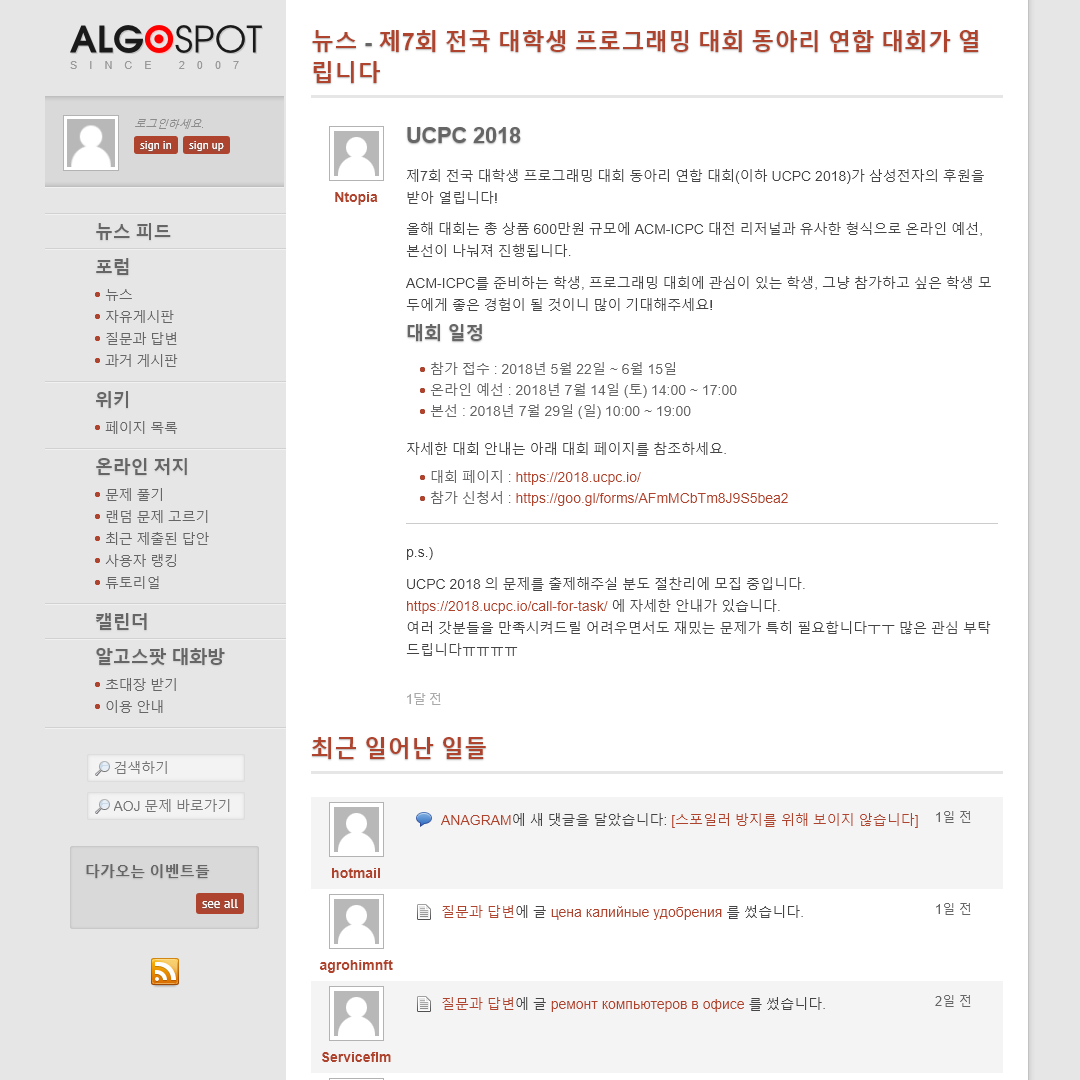 ALGOSPOT
SINCE 2007
로그인하세요.
sign in sign up
뉴스 피드
포럼
뉴스
자유게시판
질문과 답변
과거 게시판
위키
페이지 목록
온라인 저지
문제 풀기
랜덤 문제 고르기
최근 제출된 답안
사용자 랭킹
튜토리얼
캘린더
알고스팟 대화방
초대장 받기
이용 안내
검색하기
AOJ 문제 바로가기
다가오는 이벤트들
see all
뉴스 - 제7회 전국 대학생 프로그래밍 대회 동아리 연합 대회가 열
립니다
Ntopia
UCPC 2018
제7회 전국 대학생 프로그래밍 대회 동아리 연합 대회(이하 UCPC 2018)가 삼성전자의 후원을
받아 열립니다!
올해 대회는 총 상품 600만원 규모에 ACM-ICPC 대전 리저널과 유사한 형식으로 온라인 예선,
본선이 나눠져 진행됩니다.
ACM-ICPC를 준비하는 학생, 프로그래밍 대회에 관심이 있는 학생, 그냥 참가하고 싶은 학생 모
두에게 좋은 경험이 될 것이니 많이 기대해주세요!
대회 일정
참가 접수 : 2018년 5월 22일 ~ 6월 15일
온라인 예선 : 2018년 7월 14일 (토) 14:00 ~ 17:00
본선 : 2018년 7월 29일 (일) 10:00 ~ 19:00
자세한 대회 안내는 아래 대회 페이지를 참조하세요.
대회 페이지 : https://2018.ucpc.io/
참가 신청서 : https://goo.gl/forms/AFmMCbTm8J9S5bea2
p.s.)
UCPC 2018 의 문제를 출제해주실 분도 절찬리에 모집 중입니다.
https://2018.ucpc.io/call-for-task/ 에 자세한 안내가 있습니다.
여러 갓분들을 만족시켜드릴 어려우면서도 재밌는 문제가 특히 필요합니다ㅜㅜ 많은 관심 부탁
드립니다ㅠㅠㅠㅠ
1달 전
최근 일어난 일들
ANAGRAM에 새 댓글을 달았습니다: [스포일러 방지를 위해 보이지 않습니다] 1일 전
hotmail
질문과 답변에 글 цена калийные удобрения 를 썼습니다. 1일 전
agrohimnft
질문과 답변에 글 ремонт компьютеров в офисе 를 썼습니다. 2일 전
Serviceflm